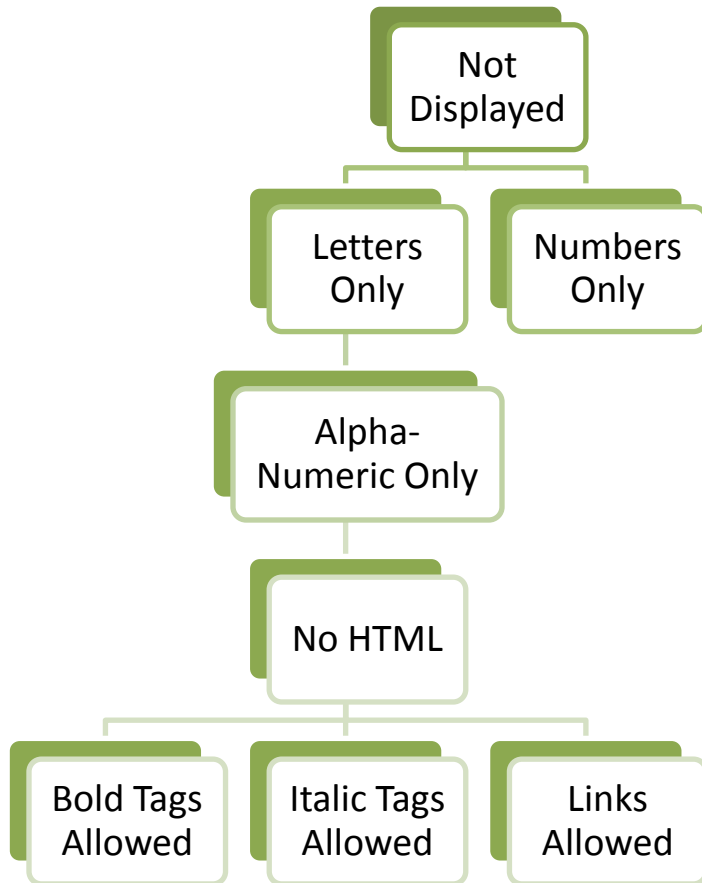 Not
Displayed
Letters
Only
Numbers
Only
Alpha-
Numeric Only
No HTML
Bold Tags
Allowed
Italic Tags
Allowed
Links
Allowed